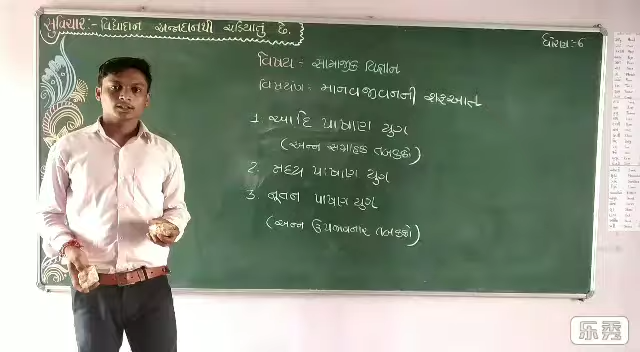 સુવિચાર :- વિદ્યાદાન અન્નદાનથી ચડિયાતું છે.
ધોરણ :- 6
વિષય :- સામાજીક વિજ્ઞાન
વિષયાંગ :- માનવજીવનની શરૂઆત
1. આદિ પાષાણ યુગ
(અન્ન સંગ્રાહક તબક્કો)
2. મધ્ય પાષાણ યુગ
3. નૂતન પાષાણ યુગ
(અન્ન ઉપજાવનાર તબક્કો)
乐秀